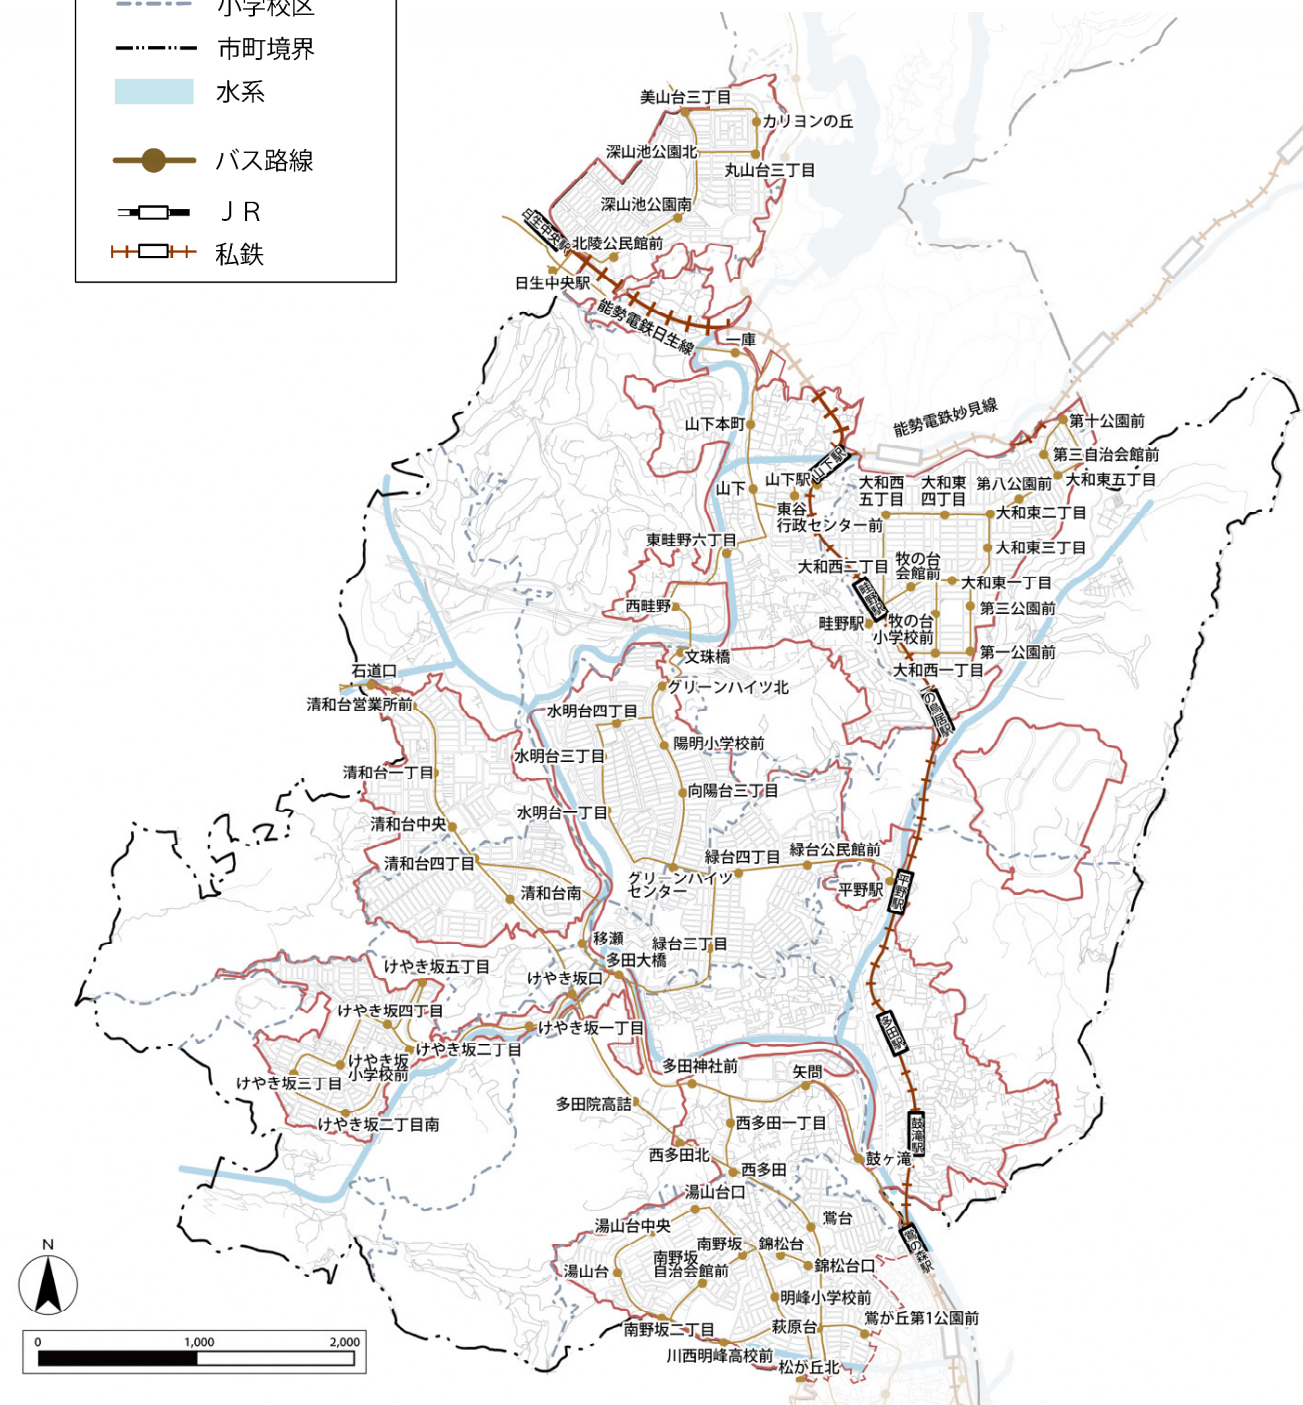 小学校区
市町境界
水系
バス路線
ＪＲ
私鉄
美山台三丁目
カリヨンの丘
深山池公園北
丸山台三丁目
深山池公園南
日生中央駅
北陵公民館前
日生中央駅
能勢電鉄日生線
一庫
能勢電鉄妙見線
山下本町
第十公園前
第三自治会館前
山下駅
山下駅
大和西
五丁目
大和東
四丁目
第八公園前
大和東五丁目
山下
東谷
行政センター前
大和東二丁目
東畦野六丁目
大和東三丁目
大和西二丁目
牧の台
会館前
大和東一丁目
畦野駅
西畦野
第三公園前
畦野駅
牧の台
小学校前
文珠橋
第一公園前
大和西一丁目
石道口
グリーンハイツ北
清和台営業所前
水明台四丁目
一の鳥居駅
陽明小学校前
水明台三丁目
清和台一丁目
向陽台三丁目
水明台一丁目
清和台中央
緑台四丁目
緑台公民館前
清和台四丁目
グリーンハイツ
センター
平野駅
平野駅
清和台南
移瀬
緑台三丁目
多田大橋
けやき坂五丁目
けやき坂口
けやき坂四丁目
けやき坂一丁目
多田駅
けやき坂二丁目
けやき坂
小学校前
けやき坂三丁目
多田神社前
矢問
多田院高詰
けやき坂二丁目南
西多田一丁目
鼓滝駅
西多田北
西多田
鼓ヶ滝
湯山台口
湯山台中央
鴬台
鴬の森駅
南野坂
錦松台
南野坂
自治会館前
錦松台口
湯山台
明峰小学校前
鴬が丘第1公園前
南野坂二丁目
萩原台
川西明峰高校前
松が丘北
N
0
1,000
2,000